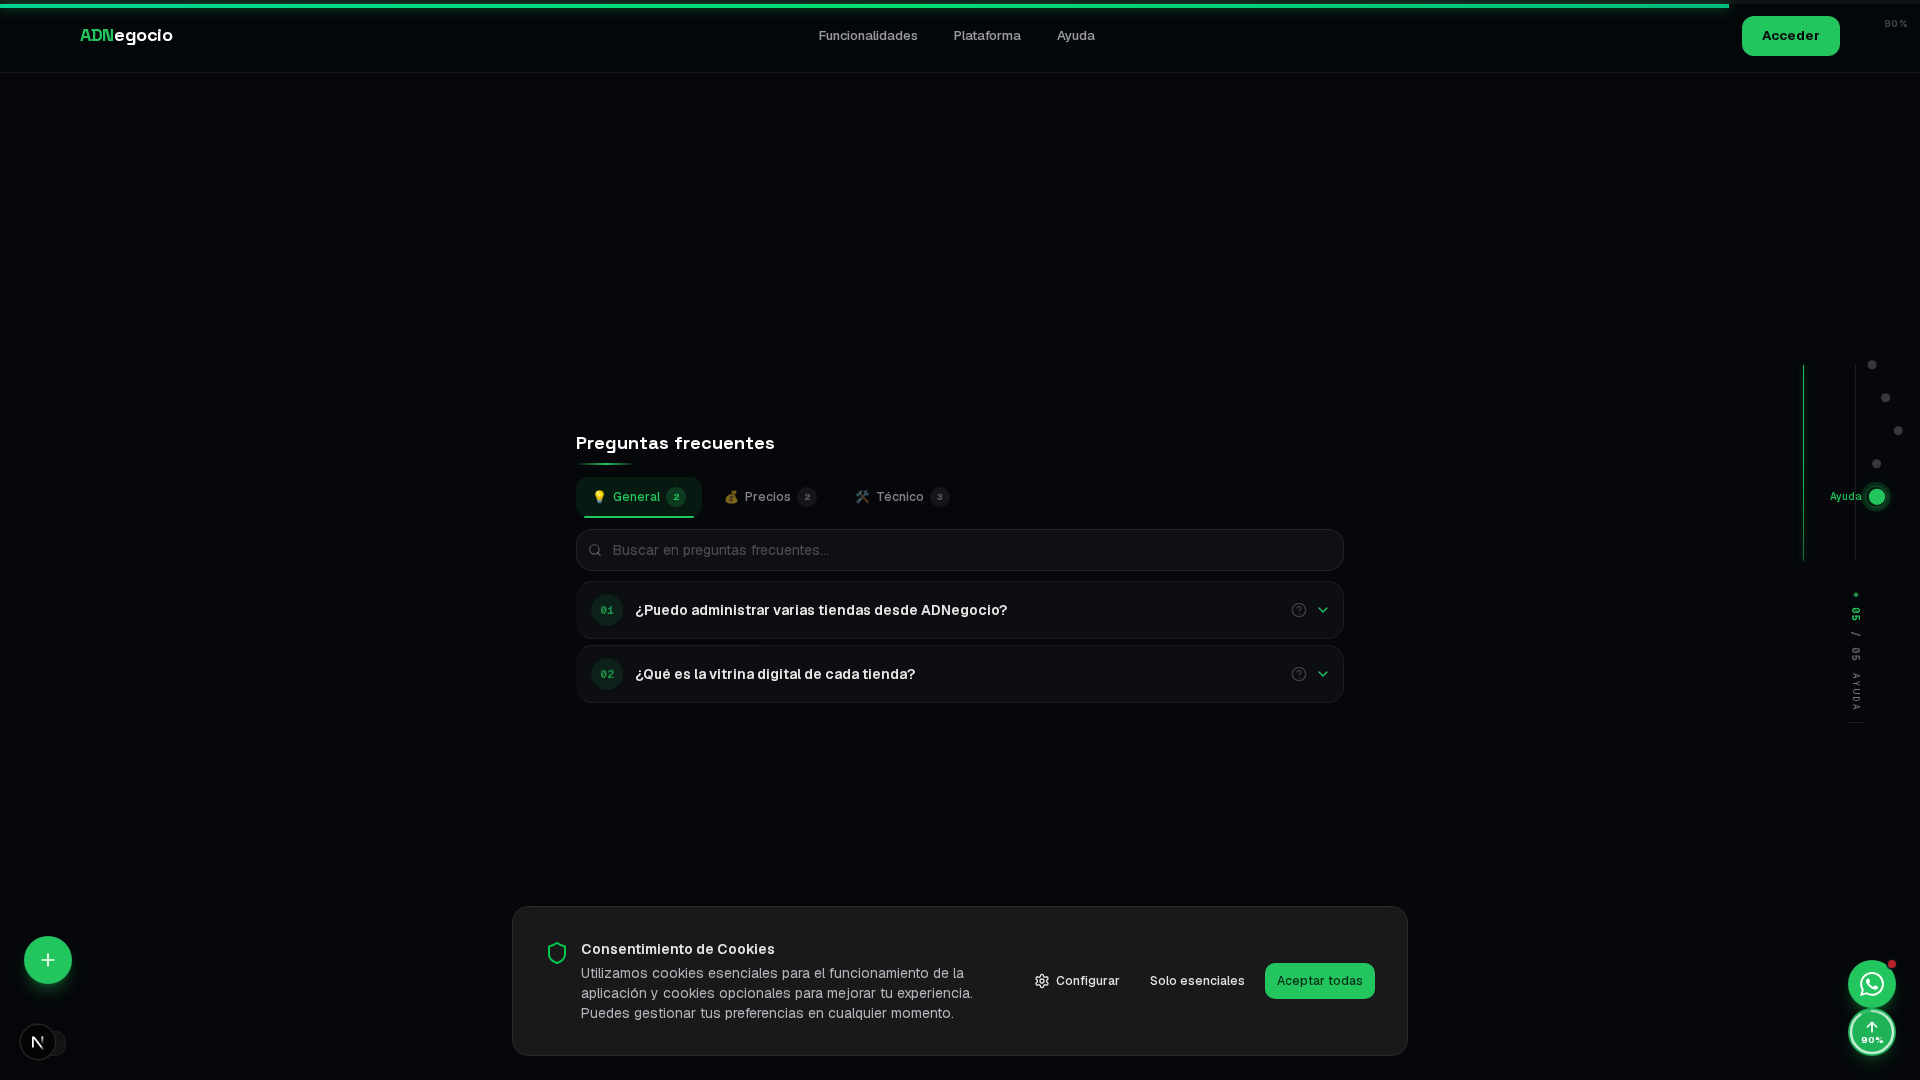 ADNegocio
Funcionalidades
Plataforma
Ayuda
Acceder
90%
Preguntas frecuentes
💡 General 2
💰 Precios 2
🛠️ Técnico 3
Buscar en preguntas frecuentes...
01 ¿Puedo administrar varias tiendas desde ADNegocio?
02 ¿Qué es la vitrina digital de cada tienda?
Ayuda
05 / 05 AYUDA
Consentimiento de Cookies
Utilizamos cookies esenciales para el funcionamiento de la
aplicación y cookies opcionales para mejorar tu experiencia.
Puedes gestionar tus preferencias en cualquier momento.
Configurar
Solo esenciales
Aceptar todas
N
90%